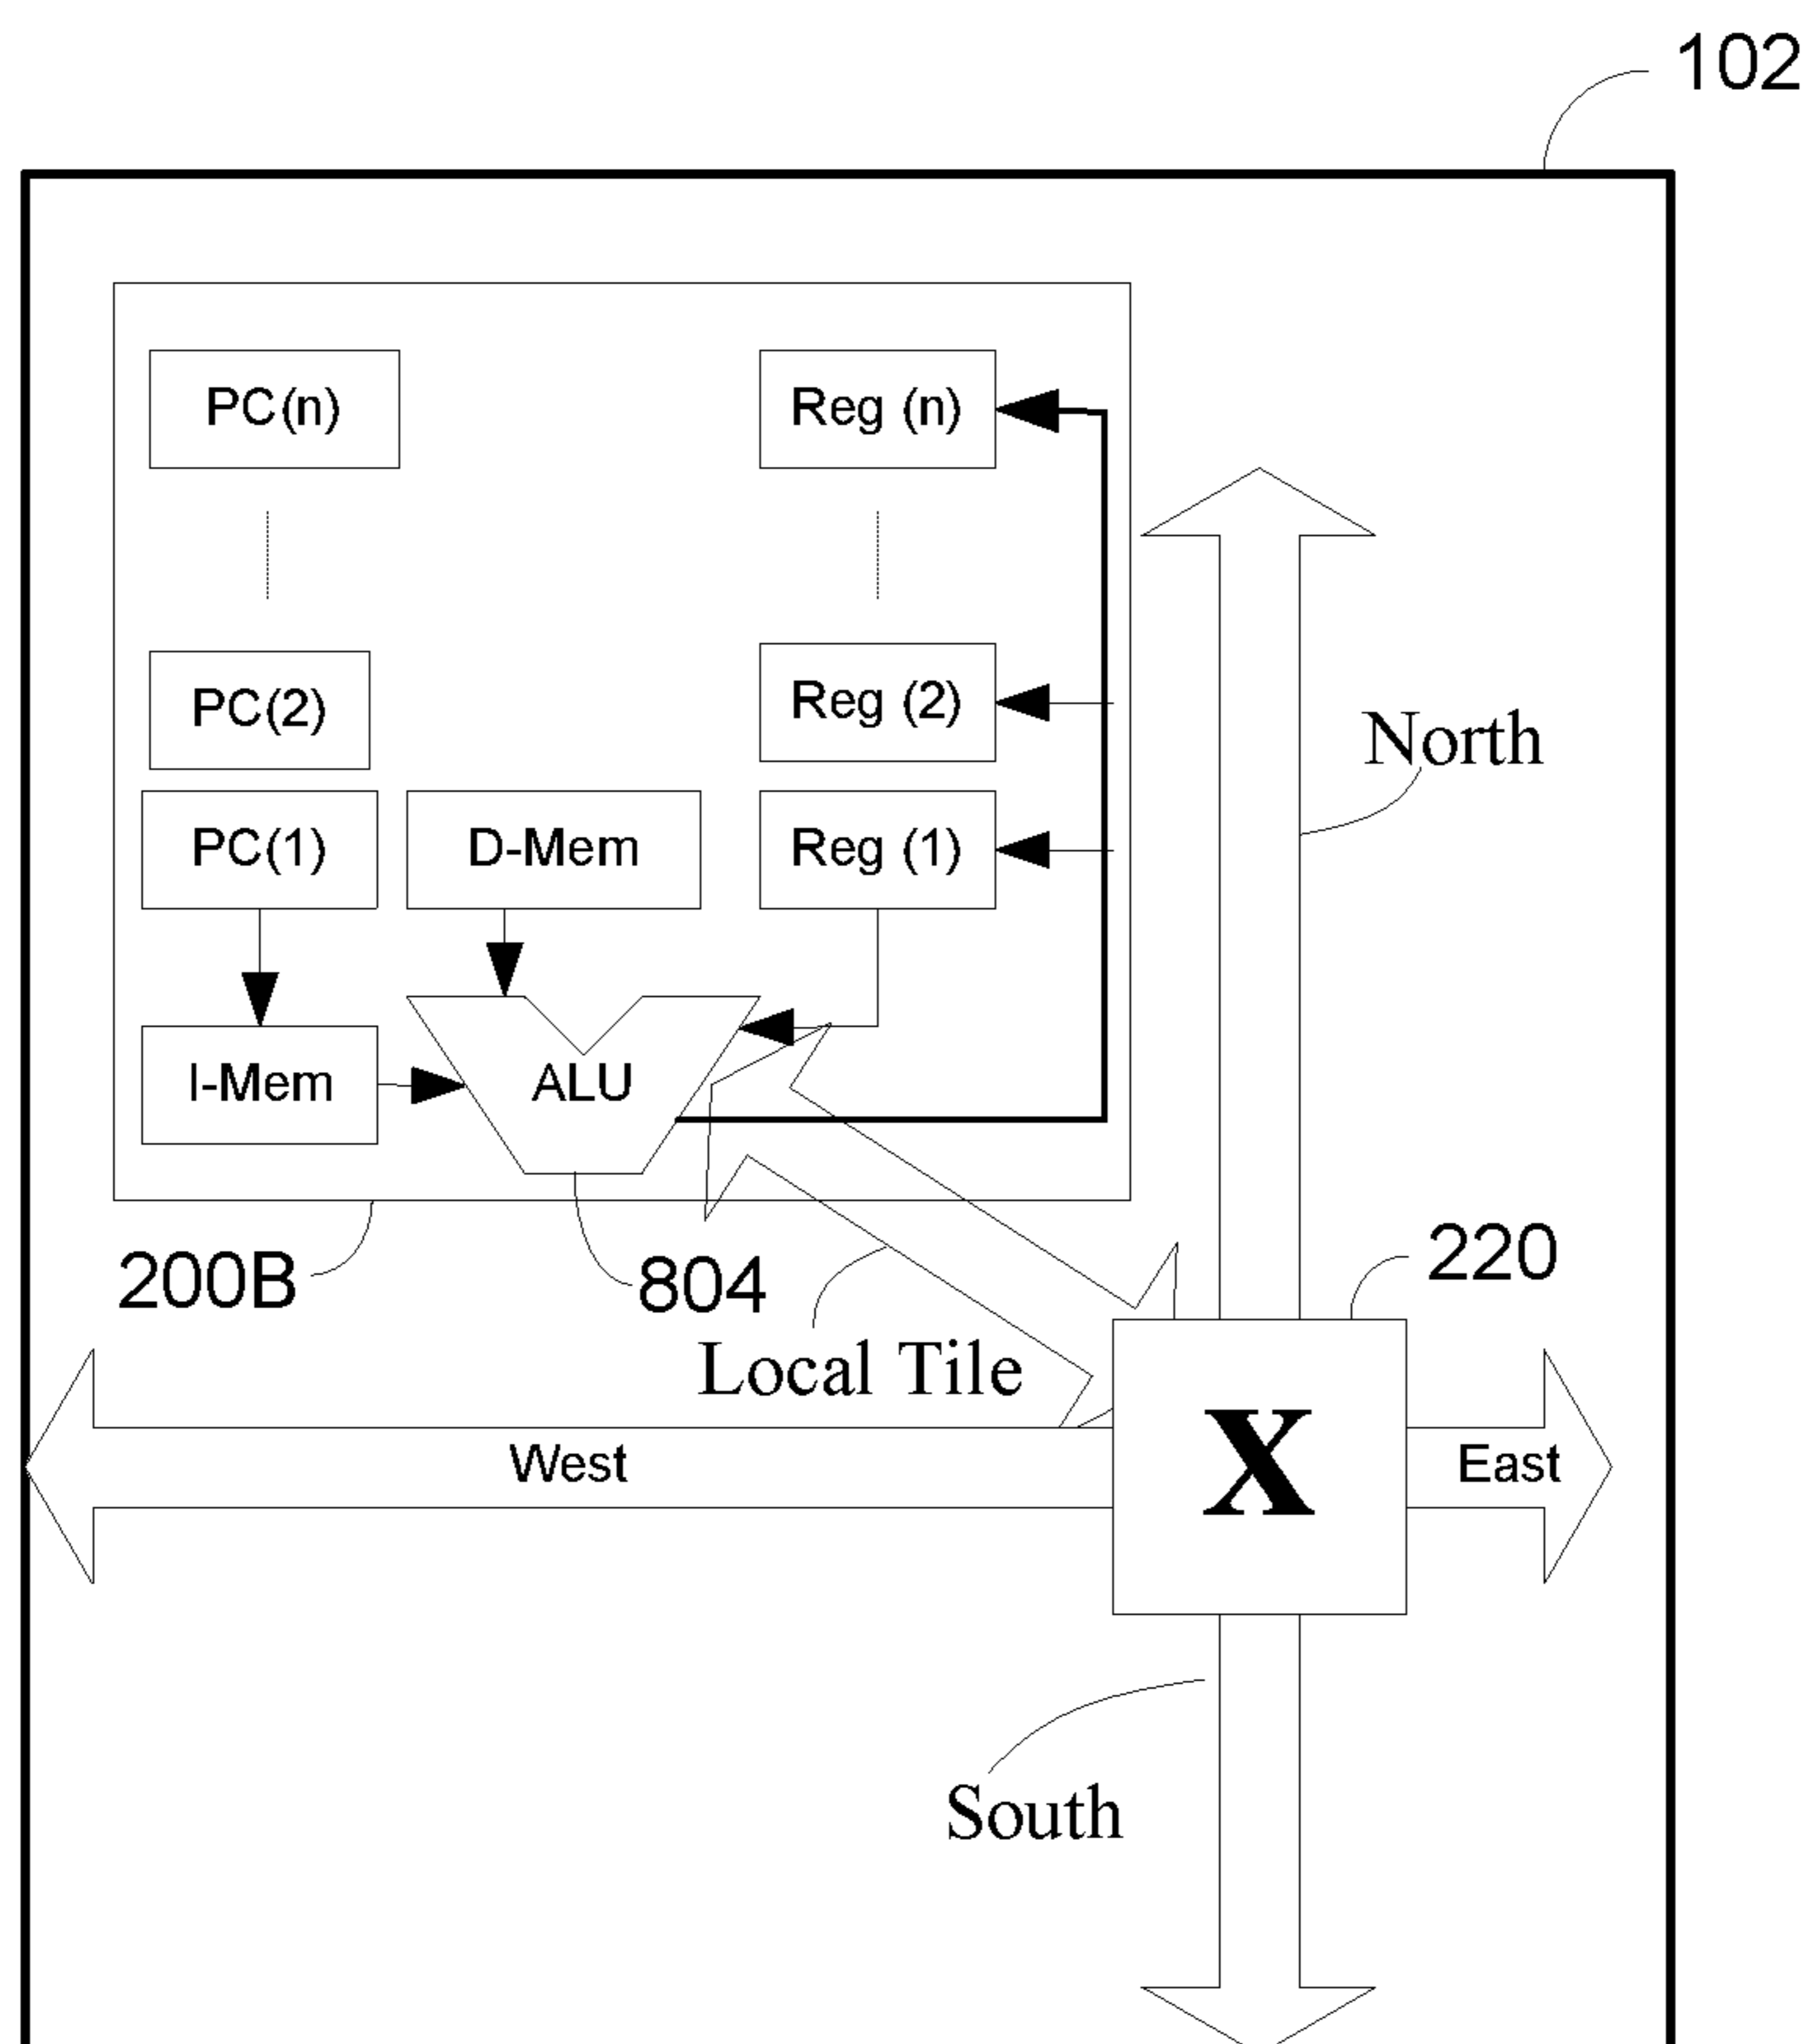 102
PC(n)
Reg (n)
PC(2)
Reg (2)
North
PC(1)
D-Mem
Reg (1)
I-Mem
ALU
200B
804
220
Local Tile
West
X
East
South